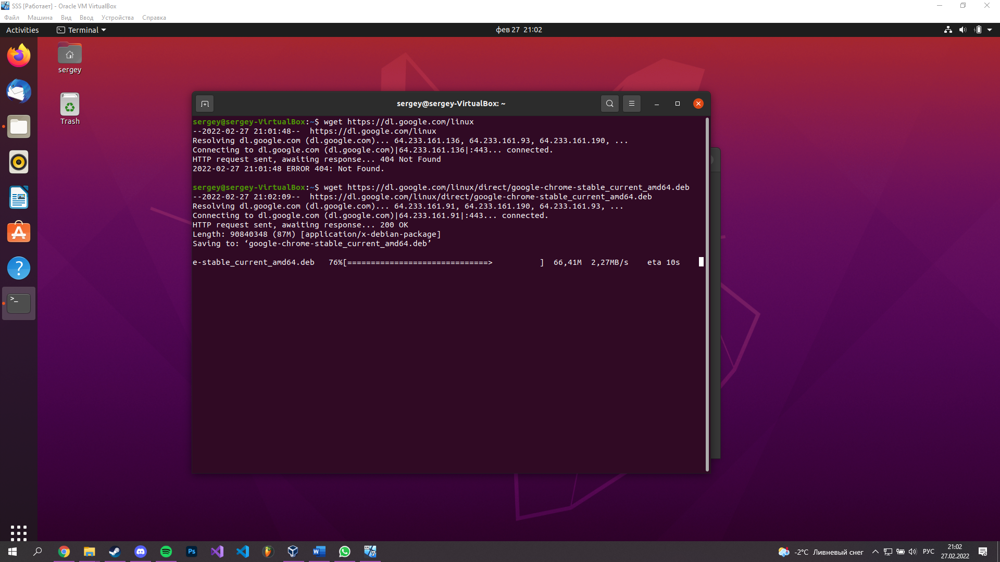 SSS [Работает] - Oracle VM VirtualBox
Файл Машина Вид Ввод Устройства Справка
Activities Terminal фев 27 21:02
sergey
Trash
sergey@sergey-VirtualBox: ~
sergey@sergey-VirtualBox:~$ wget https://dl.google.com/linux
--2022-02-27 21:01:48-- https://dl.google.com/linux
Resolving dl.google.com (dl.google.com)... 64.233.161.136, 64.233.161.93, 64.233.161.190, ...
Connecting to dl.google.com (dl.google.com)|64.233.161.136|:443... connected.
HTTP request sent, awaiting response... 404 Not Found
2022-02-27 21:01:48 ERROR 404: Not Found.
sergey@sergey-VirtualBox:~$ wget https://dl.google.com/linux/direct/google-chrome-stable_current_amd64.deb
--2022-02-27 21:02:09-- https://dl.google.com/linux/direct/google-chrome-stable_current_amd64.deb
Resolving dl.google.com (dl.google.com)... 64.233.161.91, 64.233.161.190, 64.233.161.93, ...
Connecting to dl.google.com (dl.google.com)|64.233.161.91|:443... connected.
HTTP request sent, awaiting response... 200 OK
Length: 90840348 (87M) [application/x-debian-package]
Saving to: ‘google-chrome-stable_current_amd64.deb’
e-stable_current_amd64.deb 76%[==============================> ] 66,41M 2,27MB/s eta 10s
Ps
-2°C Ливневый снег
РУС
21:02
27.02.2022